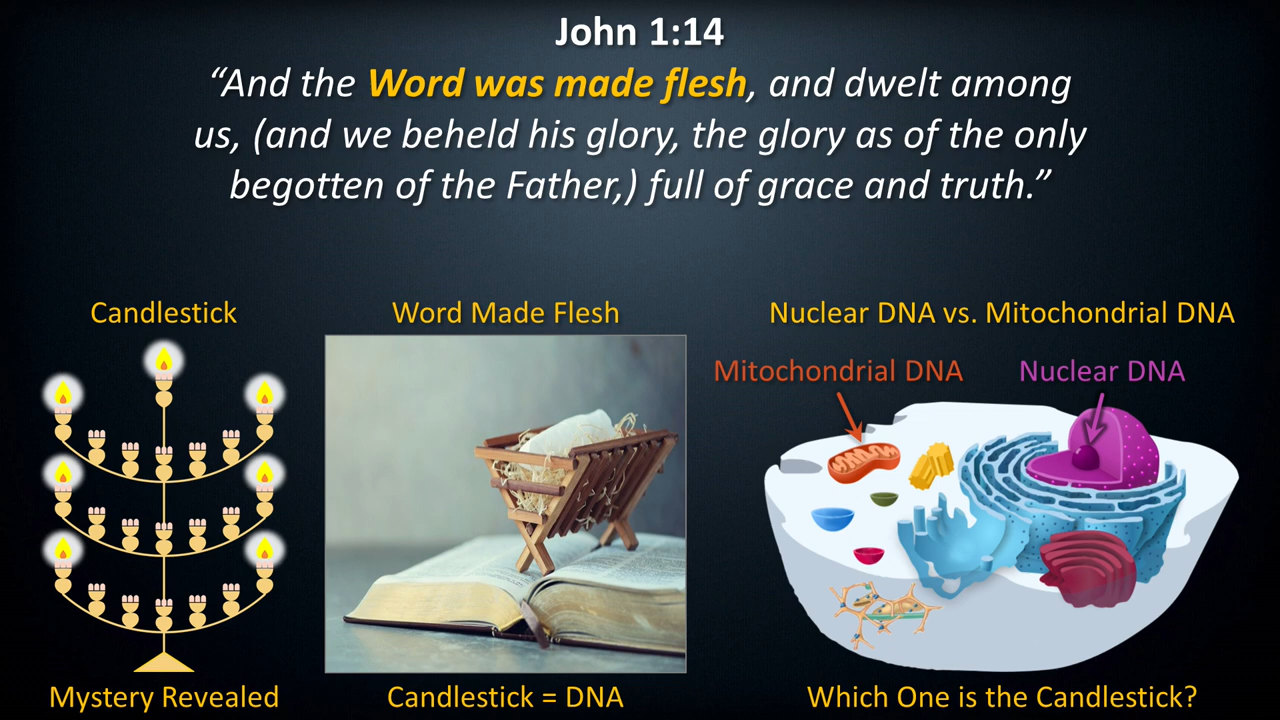 John 1:14
“And the Word was made flesh, and dwelt among
us, (and we beheld his glory, the glory as of the only
begotten of the Father,) full of grace and truth.”
Candlestick
Word Made Flesh
Nuclear DNA vs. Mitochondrial DNA
Mitochondrial DNA
Nuclear DNA
Mystery Revealed
Candlestick = DNA
Which One is the Candlestick?